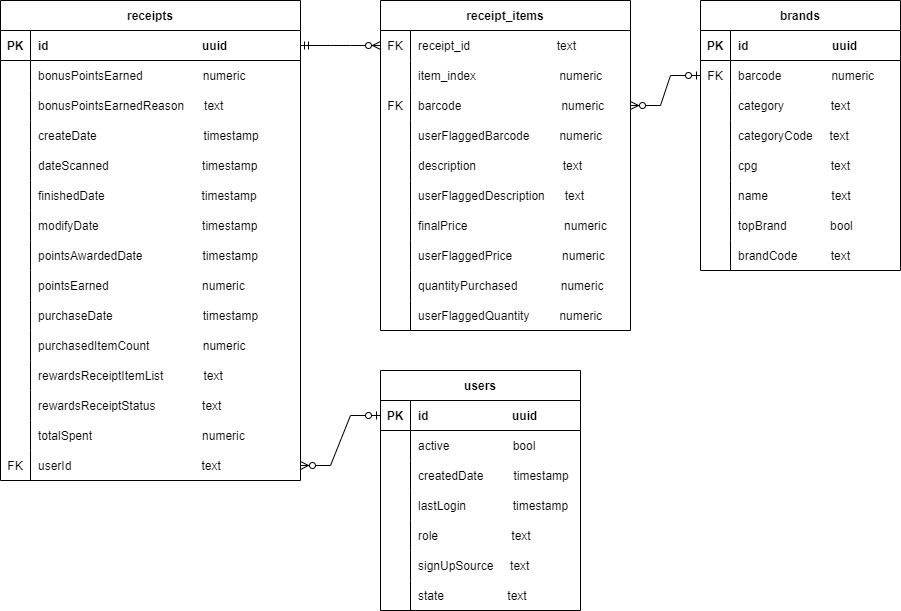 receipts
PK id uuid
bonusPointsEarned numeric
bonusPointsEarnedReason text
createDate timestamp
dateScanned timestamp
finishedDate timestamp
modifyDate timestamp
pointsAwardedDate timestamp
pointsEarned numeric
purchaseDate timestamp
purchasedItemCount numeric
rewardsReceiptItemList text
rewardsReceiptStatus text
totalSpent numeric
FK userId text
receipt_items
FK receipt_id text
item_index numeric
FK barcode numeric
userFlaggedBarcode numeric
description text
userFlaggedDescription text
finalPrice numeric
userFlaggedPrice numeric
quantityPurchased numeric
userFlaggedQuantity numeric
brands
PK id uuid
FK barcode numeric
category text
categoryCode text
cpg text
name text
topBrand bool
brandCode text
users
PK id uuid
active bool
createdDate timestamp
lastLogin timestamp
role text
signUpSource text
state text